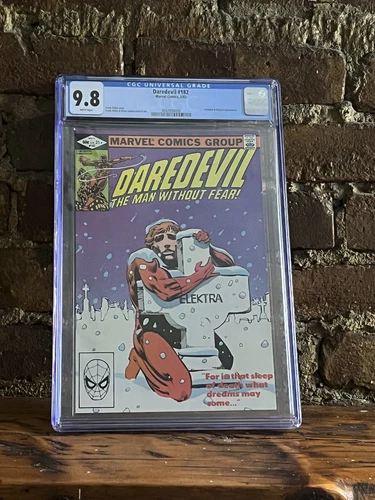 CGC UNIVERSAL GRADE
9.8
Daredevil #182
Marvel Comics, 5/82
WHITE Pages
MARVEL COMICS GROUP
DAREDEVIL
THE MAN WITHOUT FEAR!
ELEKTRA
"For in that sleep
of death what
dreams may
come..."